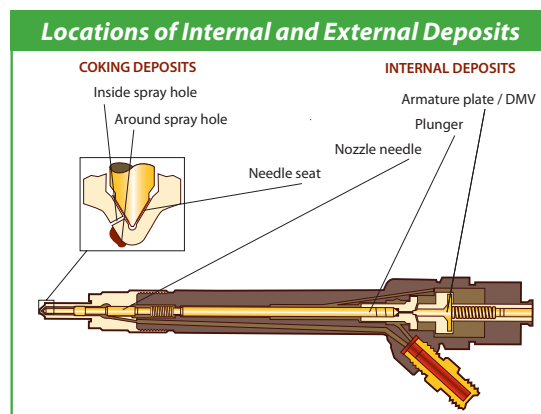 Locations of Internal and External Deposits
COKING DEPOSITS
Inside spray hole
Around spray hole
INTERNAL DEPOSITS
Armature plate / DMV
Plunger
Nozzle needle
Needle seat